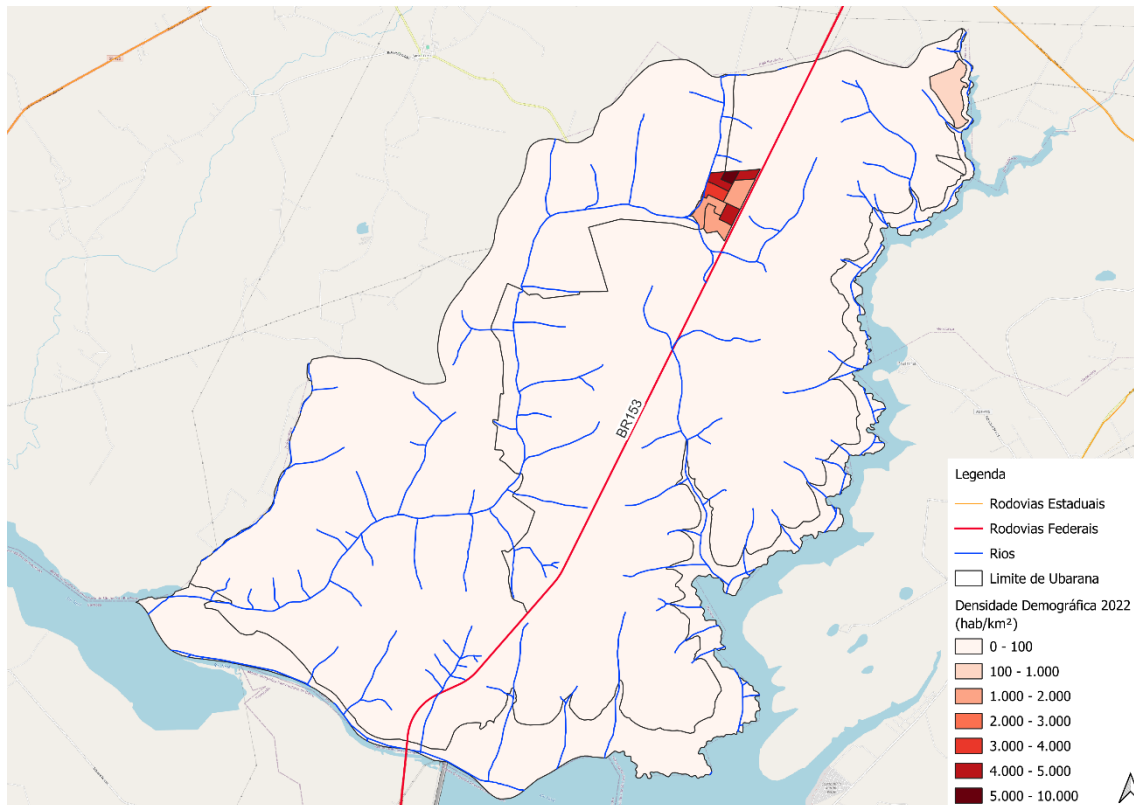 BR153
Legenda
Rodovias Estaduais
Rodovias Federais
Rios
Limite de Ubarana
Densidade Demográfica 2022
(hab/km²)
0 - 100
100 - 1.000
1.000 - 2.000
2.000 - 3.000
3.000 - 4.000
4.000 - 5.000
5.000 - 10.000